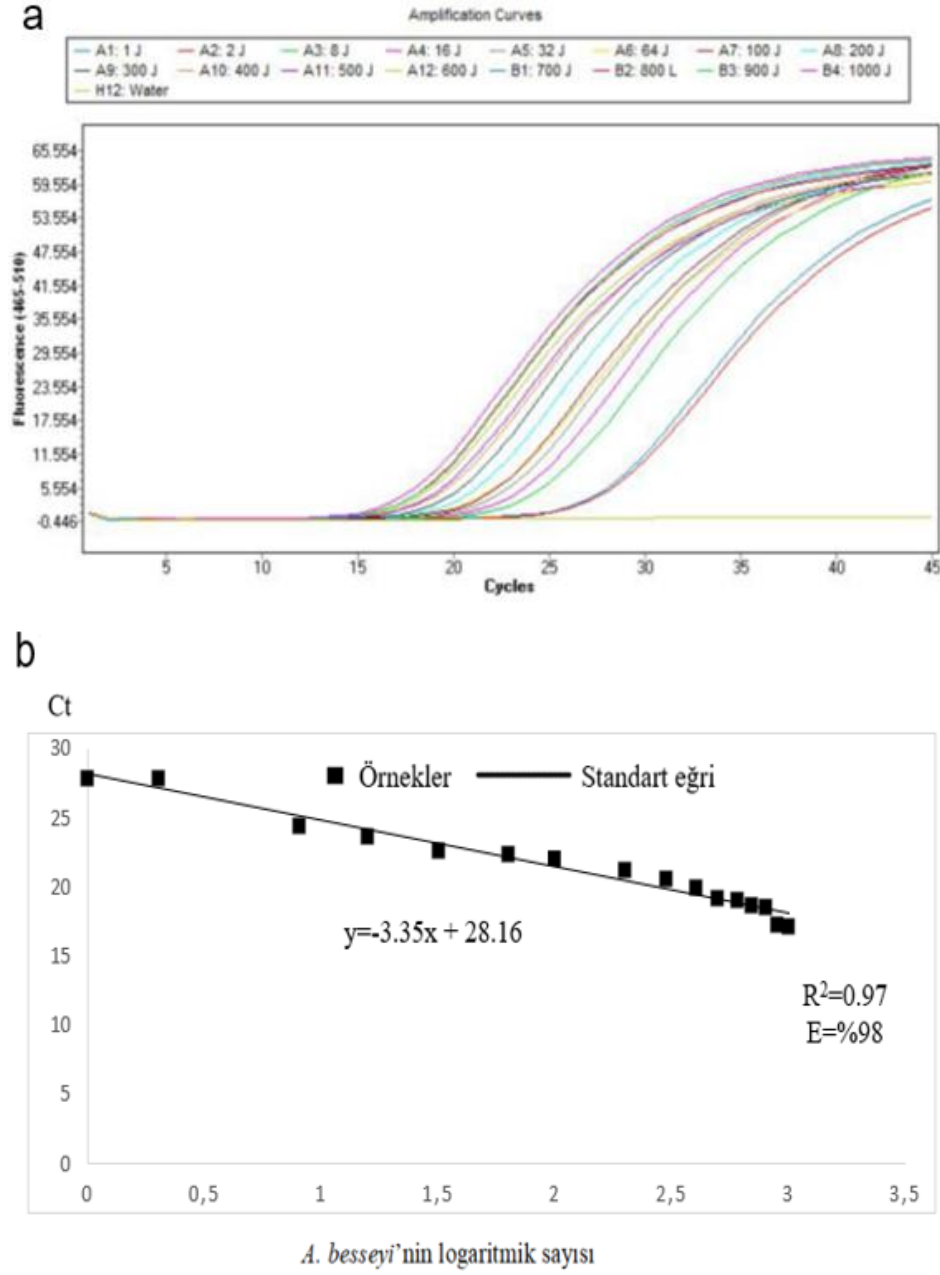 a
Amplification Curves
A1: 1 J A2: 2 J A3: 8 J A4: 16 J A5: 32 J A6: 64 J A7: 100 J A8: 200 J
A9: 300 J A10: 400 J A11: 500 J A12: 600 J B1: 700 J B2: 800 L B3: 900 J B4: 1000 J
H12: Water
Fluorescence (465-510)
65.554
59.554
53.554
47.554
41.554
35.554
29.554
23.554
17.554
11.554
5.554
-0.446
5 10 15 20 25 30 35 40 45
Cycles
b
Ct
30
25
20
15
10
5
0
Örnekler Standart eğri
y=-3.35x + 28.16
R²=0.97
E=%98
0 0,5 1 1,5 2 2,5 3 3,5
A. besseyi’nin logaritmik sayısı